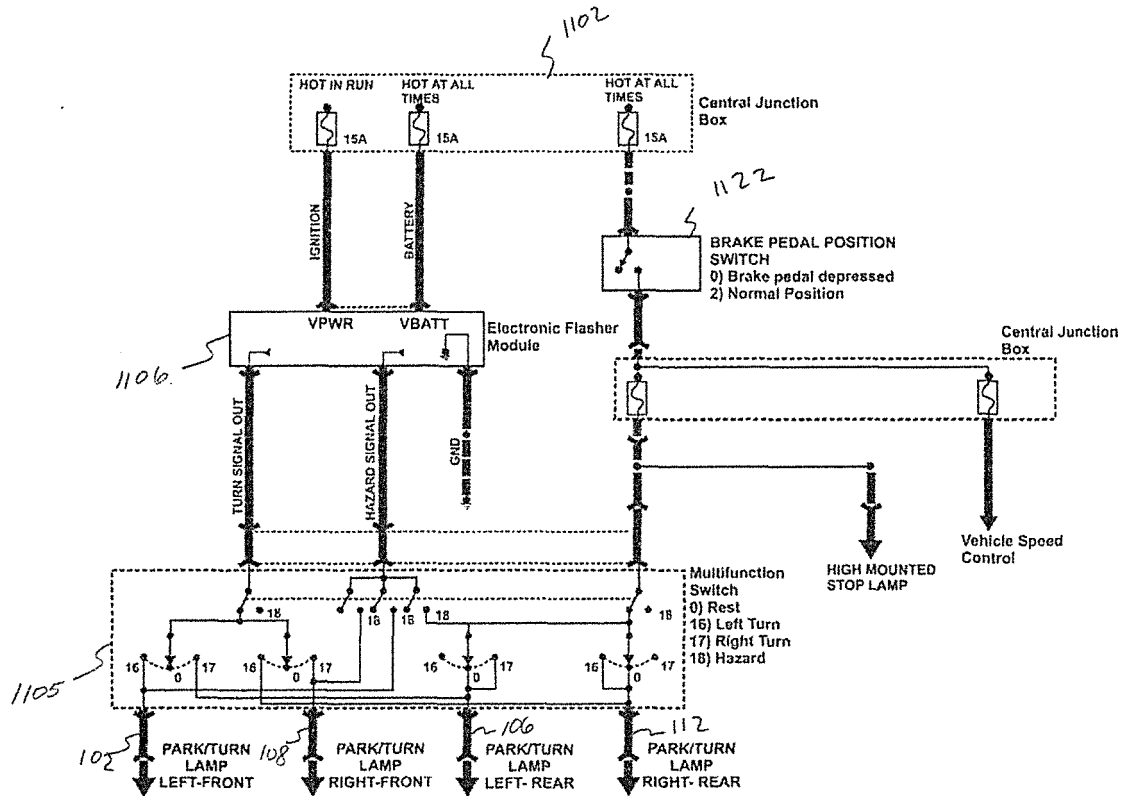 1102
HOT IN RUN
HOT AT ALL
TIMES
HOT AT ALL
TIMES
Central Junction
Box
15A
15A
15A
1122
IGNITION
BATTERY
BRAKE PEDAL POSITION
SWITCH
0) Brake pedal depressed
2) Normal Position
VPWR
VBATT
Electronic Flasher
Module
Central Junction
Box
1106
TURN SIGNAL OUT
HAZARD SIGNAL OUT
GND
Vehicle Speed
Control
HIGH MOUNTED
STOP LAMP
Multifunction
Switch
0) Rest
16) Left Turn
17) Right Turn
18) Hazard
18
18
18
18
18
16
17
16
17
16
17
16
17
0
0
0
0
1105
102
108
106
112
PARK/TURN
LAMP
LEFT-FRONT
PARK/TURN
LAMP
RIGHT-FRONT
PARK/TURN
LAMP
LEFT- REAR
PARK/TURN
LAMP
RIGHT- REAR